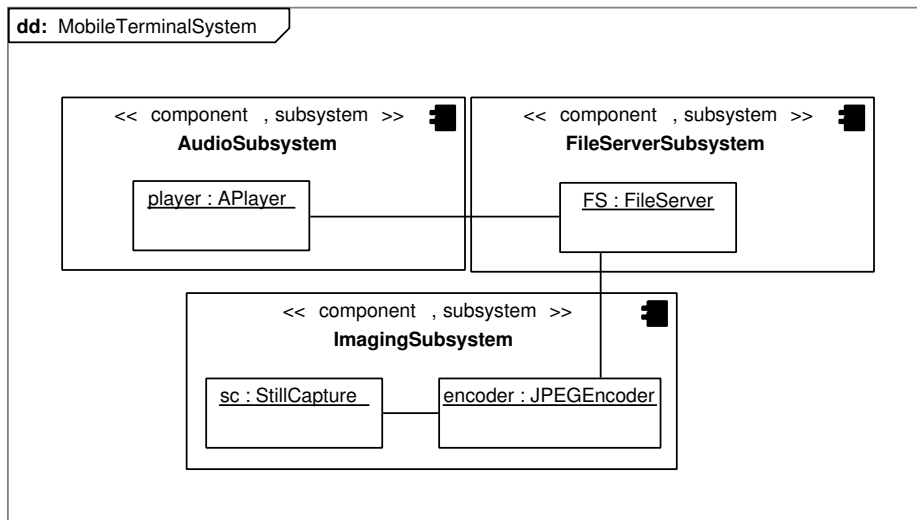 dd: MobileTerminalSystem
<< component , subsystem >>
AudioSubsystem
player : APlayer
<< component , subsystem >>
FileServerSubsystem
FS : FileServer
<< component , subsystem >>
ImagingSubsystem
sc : StillCapture
encoder : JPEGEncoder